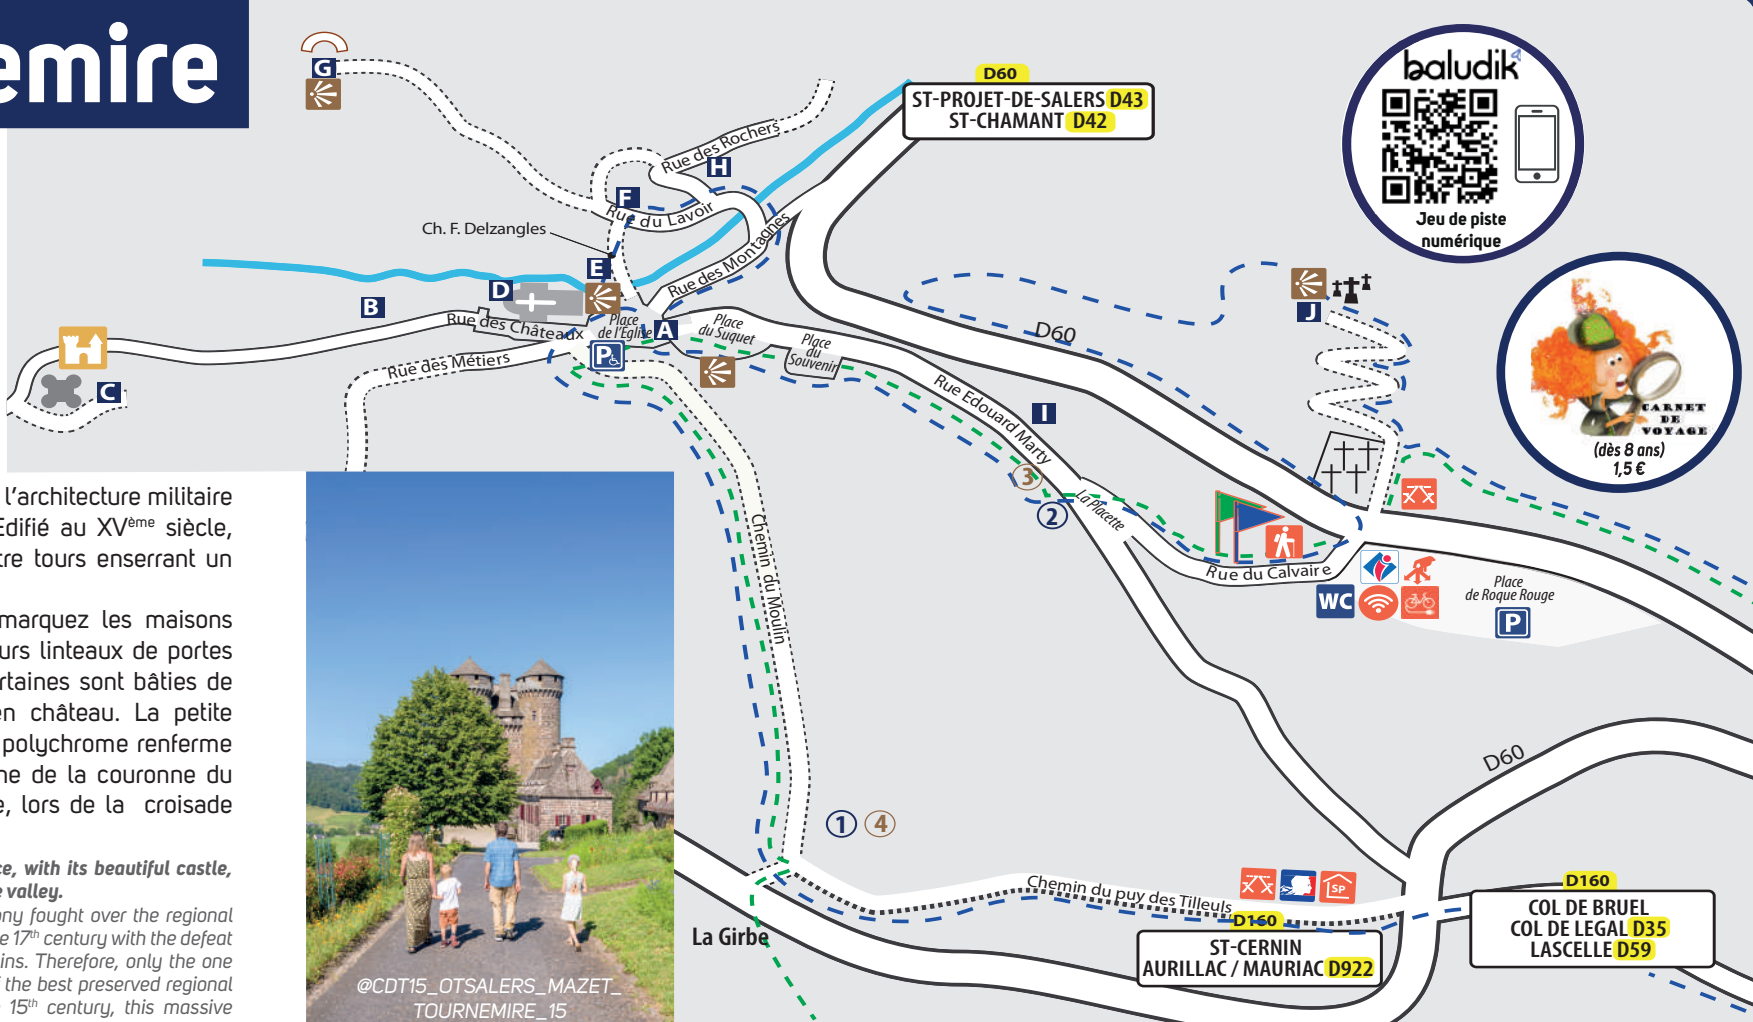 emire
G
D60
ST-PROJET-DE-SALERS D43
ST-CHAMANT D42
baludik
Jeu de piste
numérique
Rue des Rochers
H
F
Rue du Lavoir
Ch. F. Delzangles
E
Rue des Montagnes
D
B
Rue des Châteaux
Place
de l'Eglise
A
Place
du Suquet
Place
du
Souvenir
P
Rue des Métiers
C
D60
J
CARNET
DE
VOYAGE
(dès 8 ans)
1,5 €
Rue Edouard Marty
I
3
2
La Placette
Rue du Calvaire
WC
Place
de Roque Rouge
P
Chemin du Moulin
l'architecture militaire
Edifié au XVème siècle,
tre tours enserrant un
marquez les maisons
urs linteaux de portes
rtaines sont bâties de
en château. La petite
polychrome renferme
ne de la couronne du
e, lors de la croisade
ce, with its beautiful castle,
e valley.
ony fought over the regional
e 17th century with the defeat
ins. Therefore, only the one
f the best preserved regional
15th century, this massive
@CDT15_OTSALERS_MAZET_
TOURNEMIRE_15
1 4
D60
Chemin du puy des Tilleuls
SP
La Girbe
D160
ST-CERNIN
AURILLAC / MAURIAC D922
D160
COL DE BRUEL
COL DE LEGAL D35
LASCELLE D59